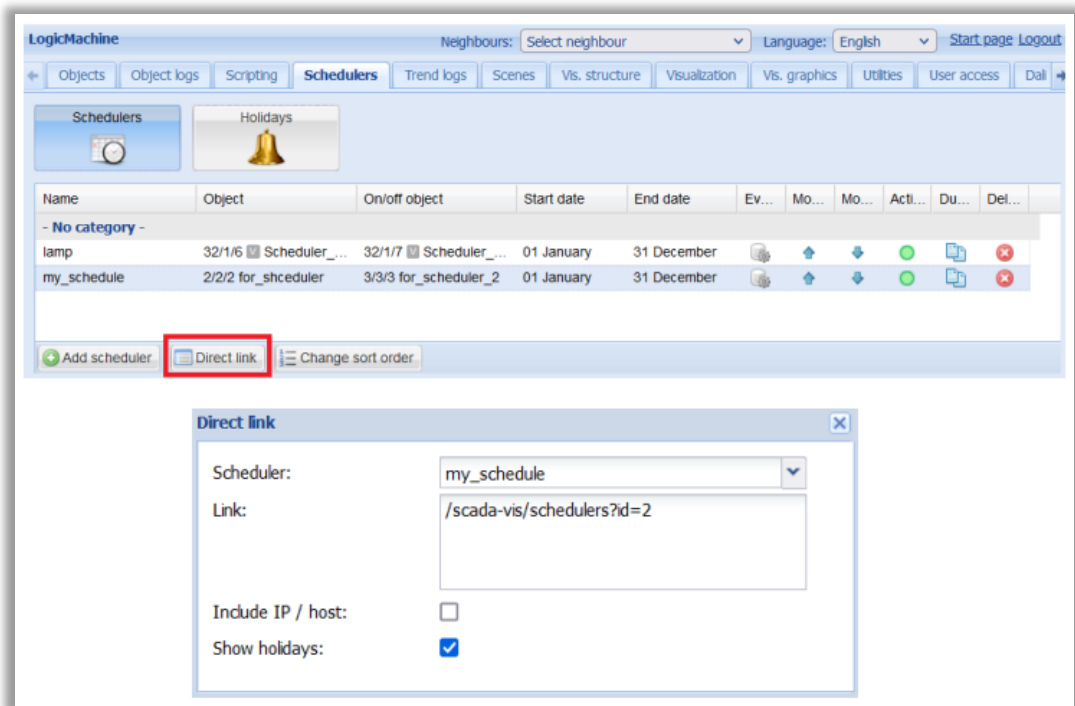 LogicMachine Neighbours: Select neighbour Language: English Start page Logout
Objects Object logs Scripting Schedulers Trend logs Scenes Vis. structure Visualization Vis. graphics Utilities User access Dali
Schedulers Holidays
Name Object On/off object Start date End date Ev... Mo... Mo... Acti... Du... Del...
- No category -
lamp 32/1/6 V Scheduler_... 32/1/7 V Scheduler_... 01 January 31 December
my_schedule 2/2/2 for_shceduler 3/3/3 for_scheduler_2 01 January 31 December
Add scheduler Direct link Change sort order
Direct link
Scheduler: my_schedule
Link: /scada-vis/schedulers?id=2
Include IP / host:
Show holidays: